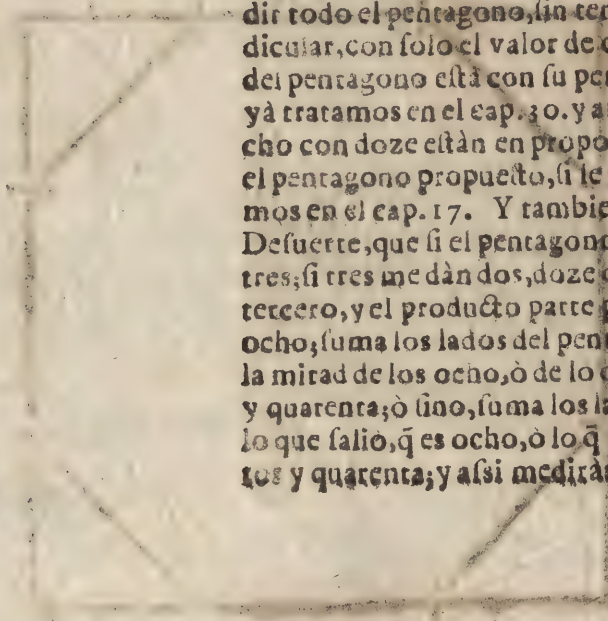 dir todo el pentagono, sin ter
dicular, con solo el valor de
del pentagono està con su per
yà tratamos en el cap. 30. y a
cho con doze estàn en propo
el pentagono propuesto, si le
mos en el cap. 17. Y tambie
Desuerte, que si el pentagono
tres; si tres me dàn dos, doze
tercero, y el producto parte
ocho; suma los lados del pen
la mitad de los ocho, ò de lo
y quarenta; ò sino, suma los la
lo que saliò, q̃ es ocho, ò lo q̃
tos y quarenta; y assi mediràs